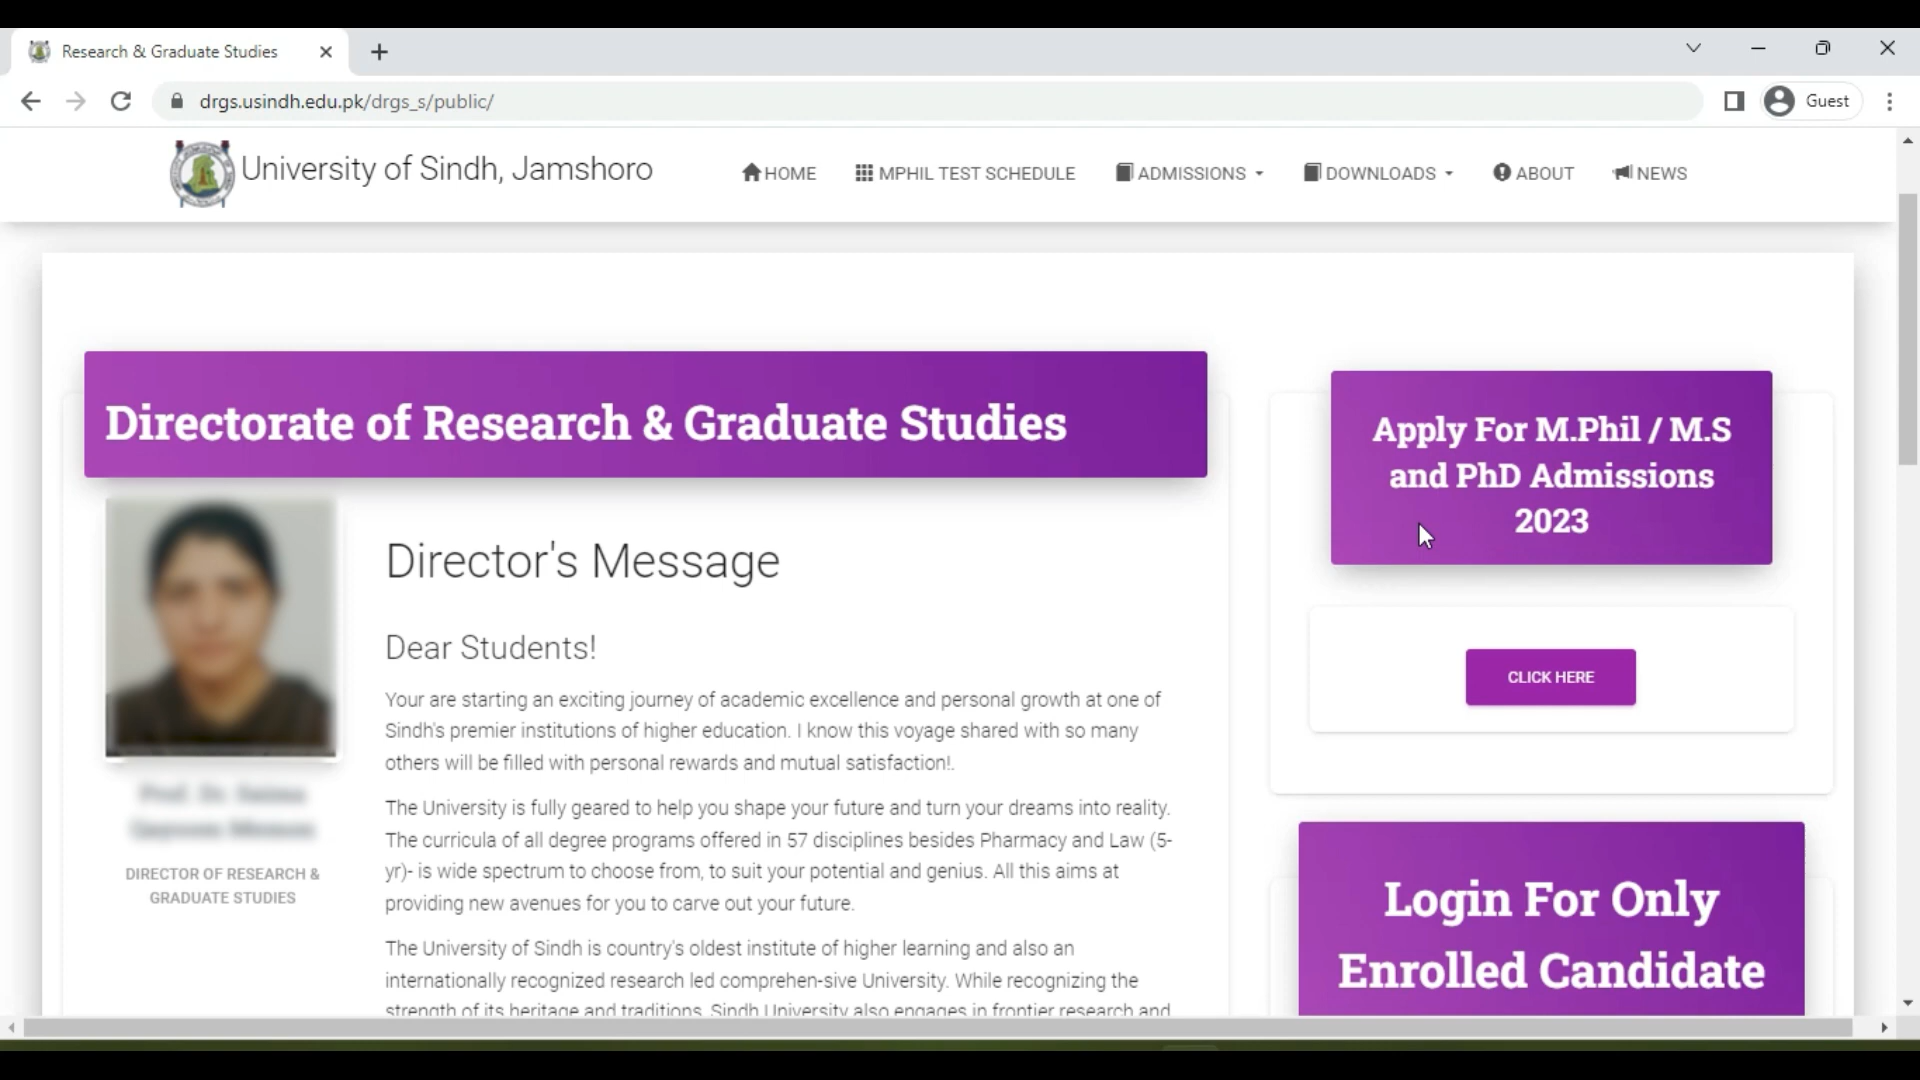 Research & Graduate Studies
drgs.usindh.edu.pk/drgs_s/public/
Guest
University of Sindh, Jamshoro
HOME
MPHIL TEST SCHEDULE
ADMISSIONS
DOWNLOADS
ABOUT
NEWS
Directorate of Research & Graduate Studies
Director's Message
Dear Students!
Your are starting an exciting journey of academic excellence and personal growth at one of
Sindh's premier institutions of higher education. I know this voyage shared with so many
others will be filled with personal rewards and mutual satisfaction!.
The University is fully geared to help you shape your future and turn your dreams into reality.
The curricula of all degree programs offered in 57 disciplines besides Pharmacy and Law (5-
yr)- is wide spectrum to choose from, to suit your potential and genius. All this aims at
providing new avenues for you to carve out your future.
The University of Sindh is country's oldest institute of higher learning and also an
internationally recognized research led comprehen-sive University. While recognizing the
strength of its heritage and traditions, Sindh University also engages in frontier research and
DIRECTOR OF RESEARCH &
GRADUATE STUDIES
Apply For M.Phil / M.S
and PhD Admissions
2023
CLICK HERE
Login For Only
Enrolled Candidate